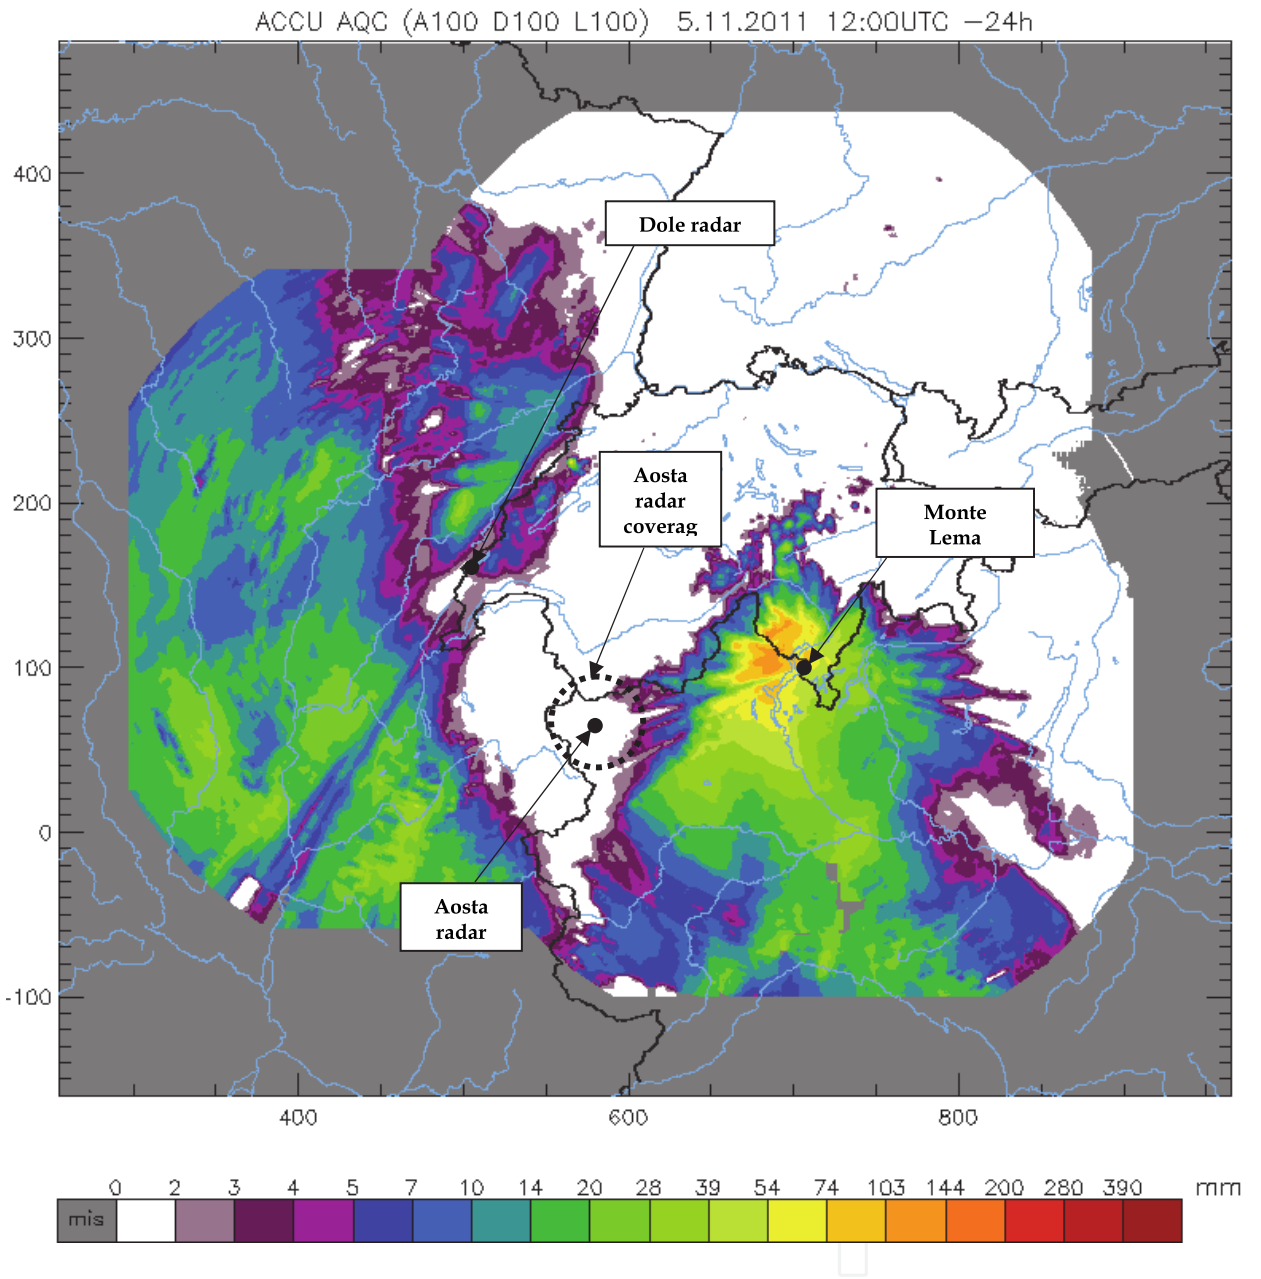 ACCU AQC (A100 D100 L100) 5.11.2011 12:00UTC −24h
400
Dole radar
300
Aosta
radar
coverag
200
Monte
Lema
100
0
Aosta
radar
-100
400 600 800
0 2 3 4 5 7 10 14 20 28 39 54 74 103 144 200 280 390 mm
mis